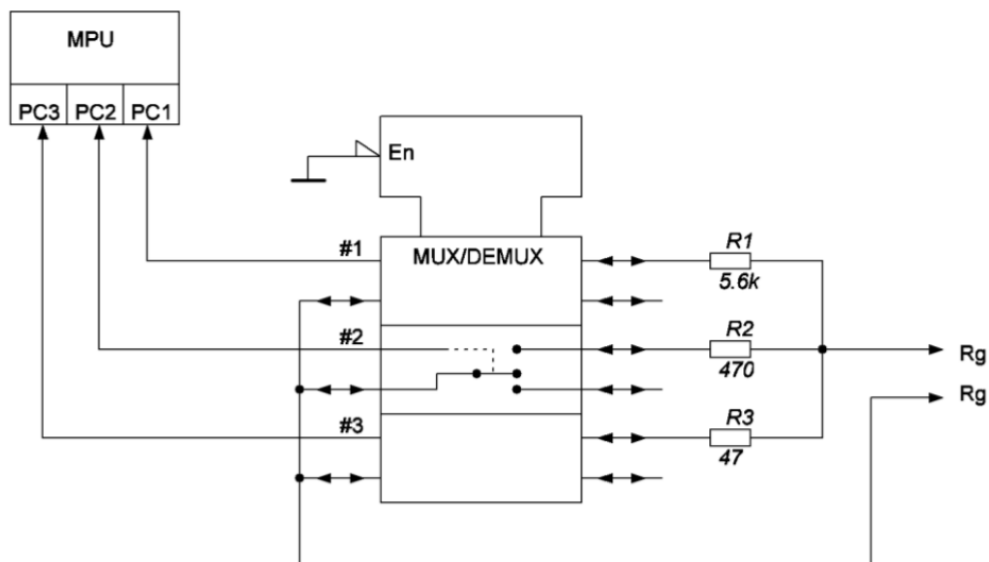 MPU
PC3 PC2 PC1
En
#1
MUX/DEMUX
R1
5.6k
#2
R2
470
Rg
Rg
#3
R3
47